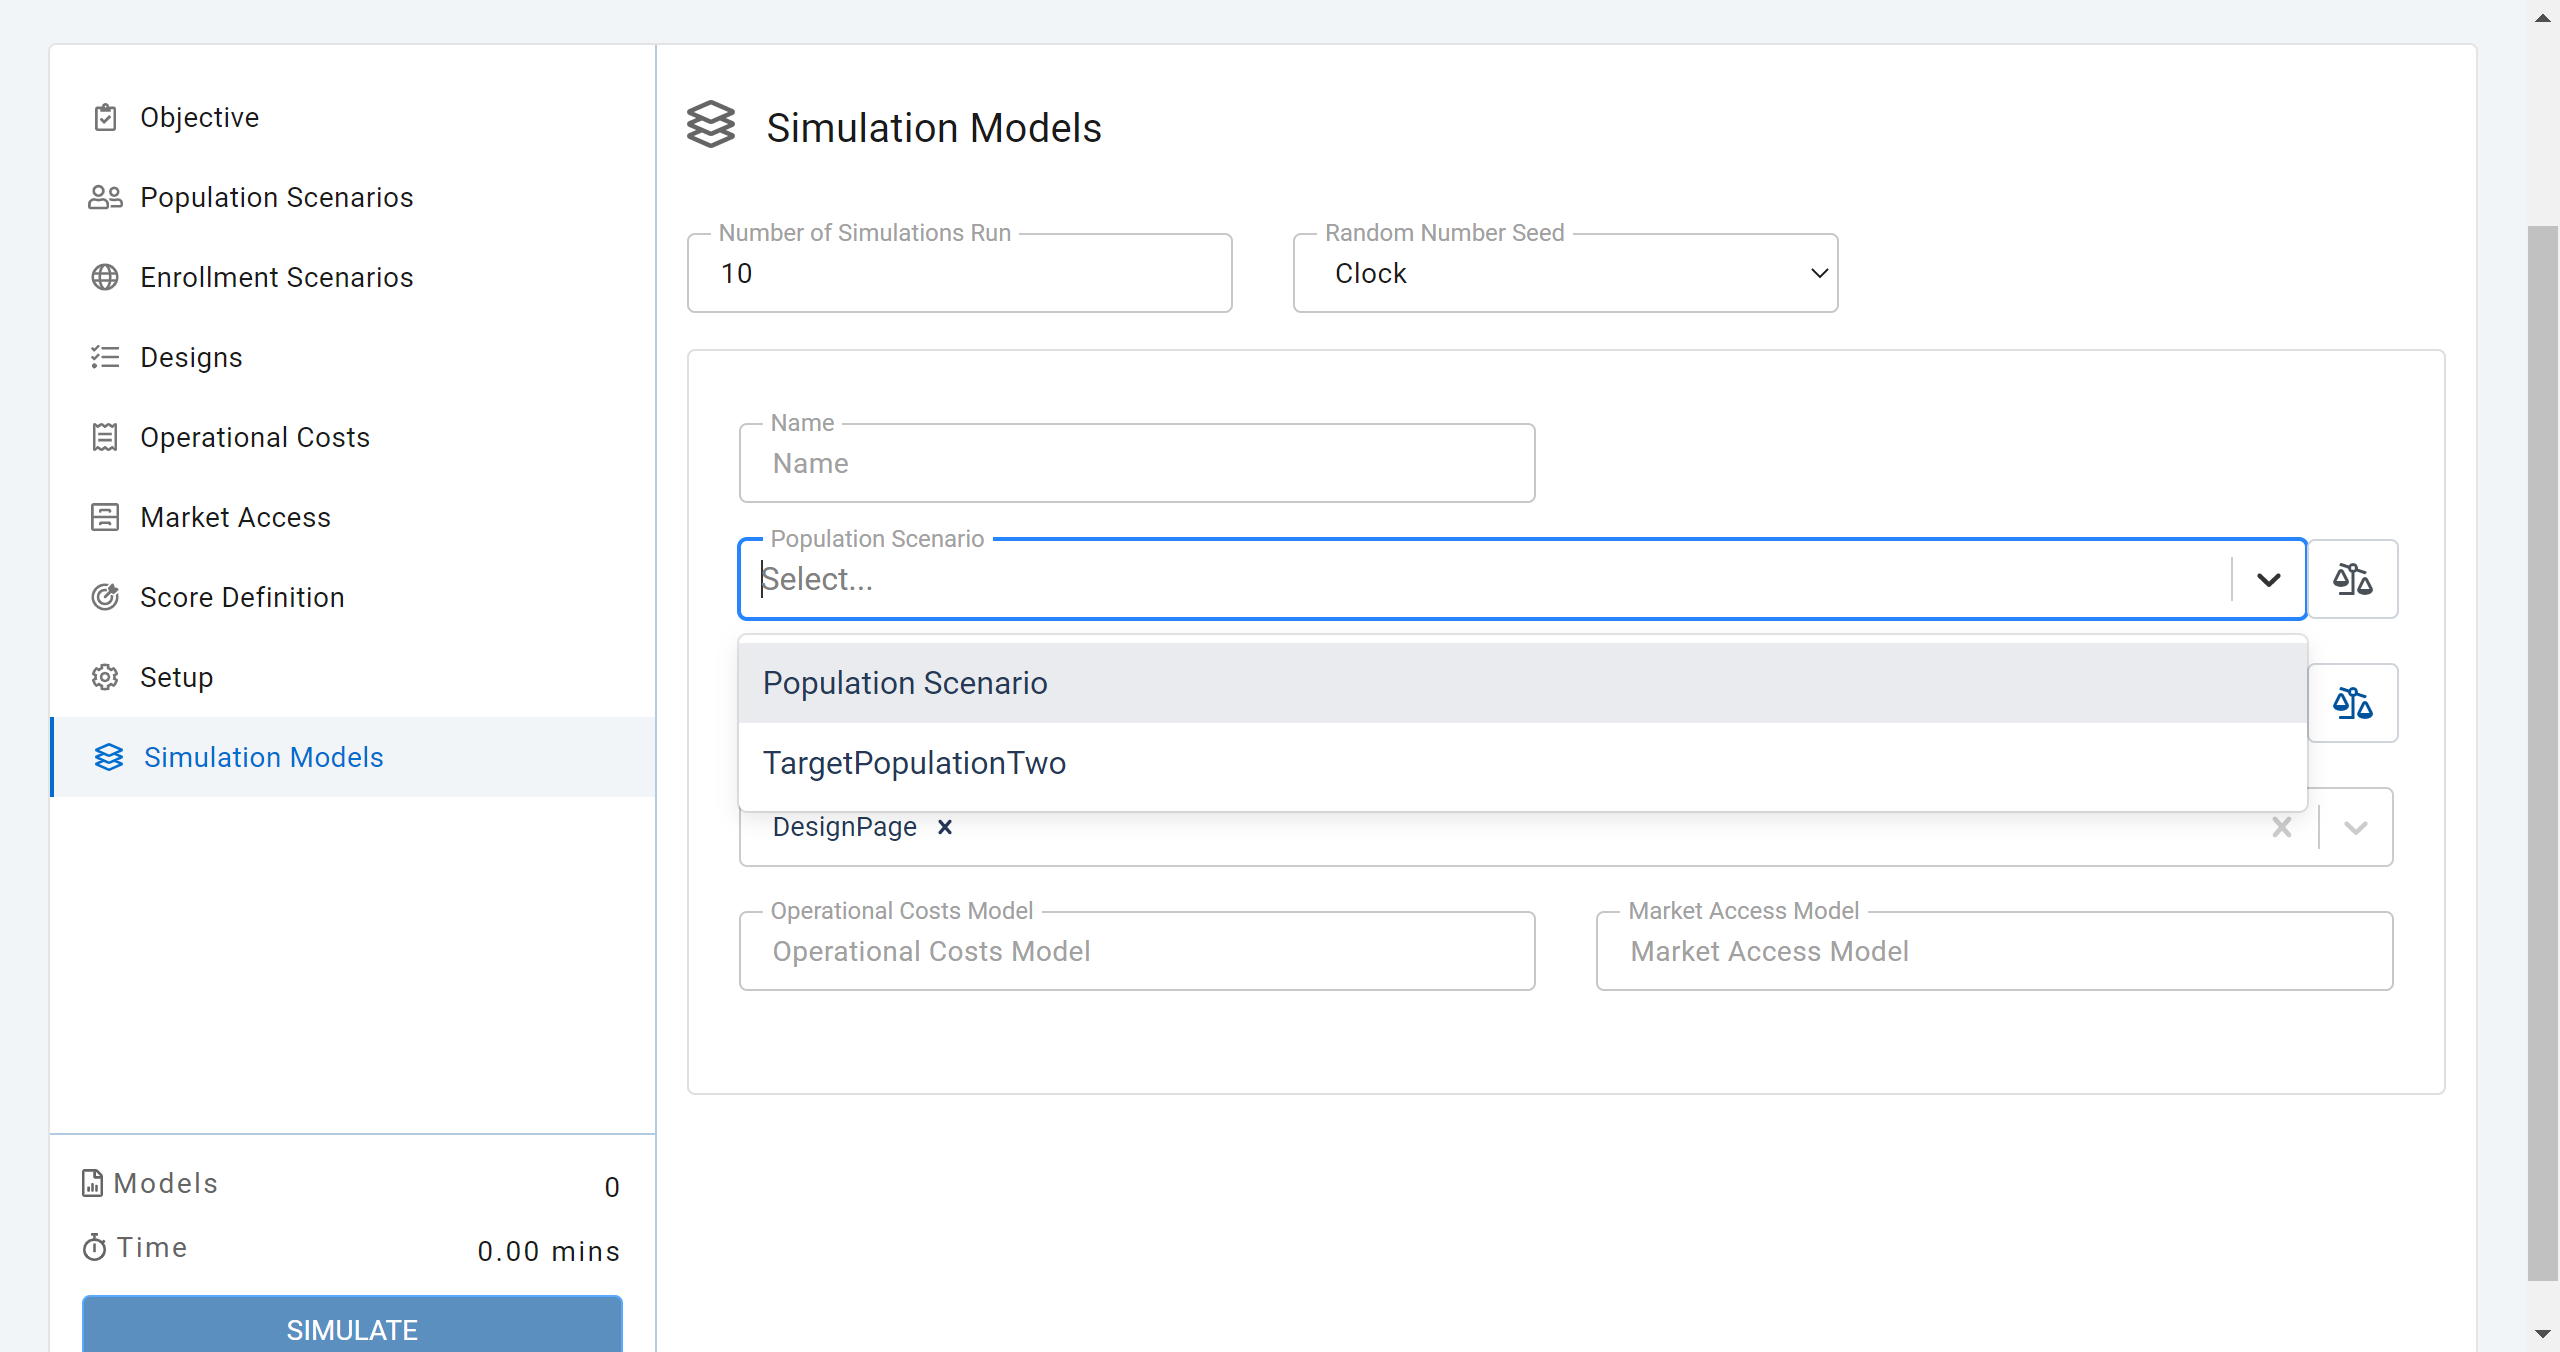 Objective
Population Scenarios
Enrollment Scenarios
Designs
Operational Costs
Market Access
Score Definition
Setup
Simulation Models
Models 0
Time 0.00 mins
SIMULATE
Simulation Models
Number of Simulations Run
10
Random Number Seed
Clock
Name
Name
Population Scenario
Select...
Population Scenario
TargetPopulationTwo
DesignPage
Operational Costs Model
Operational Costs Model
Market Access Model
Market Access Model